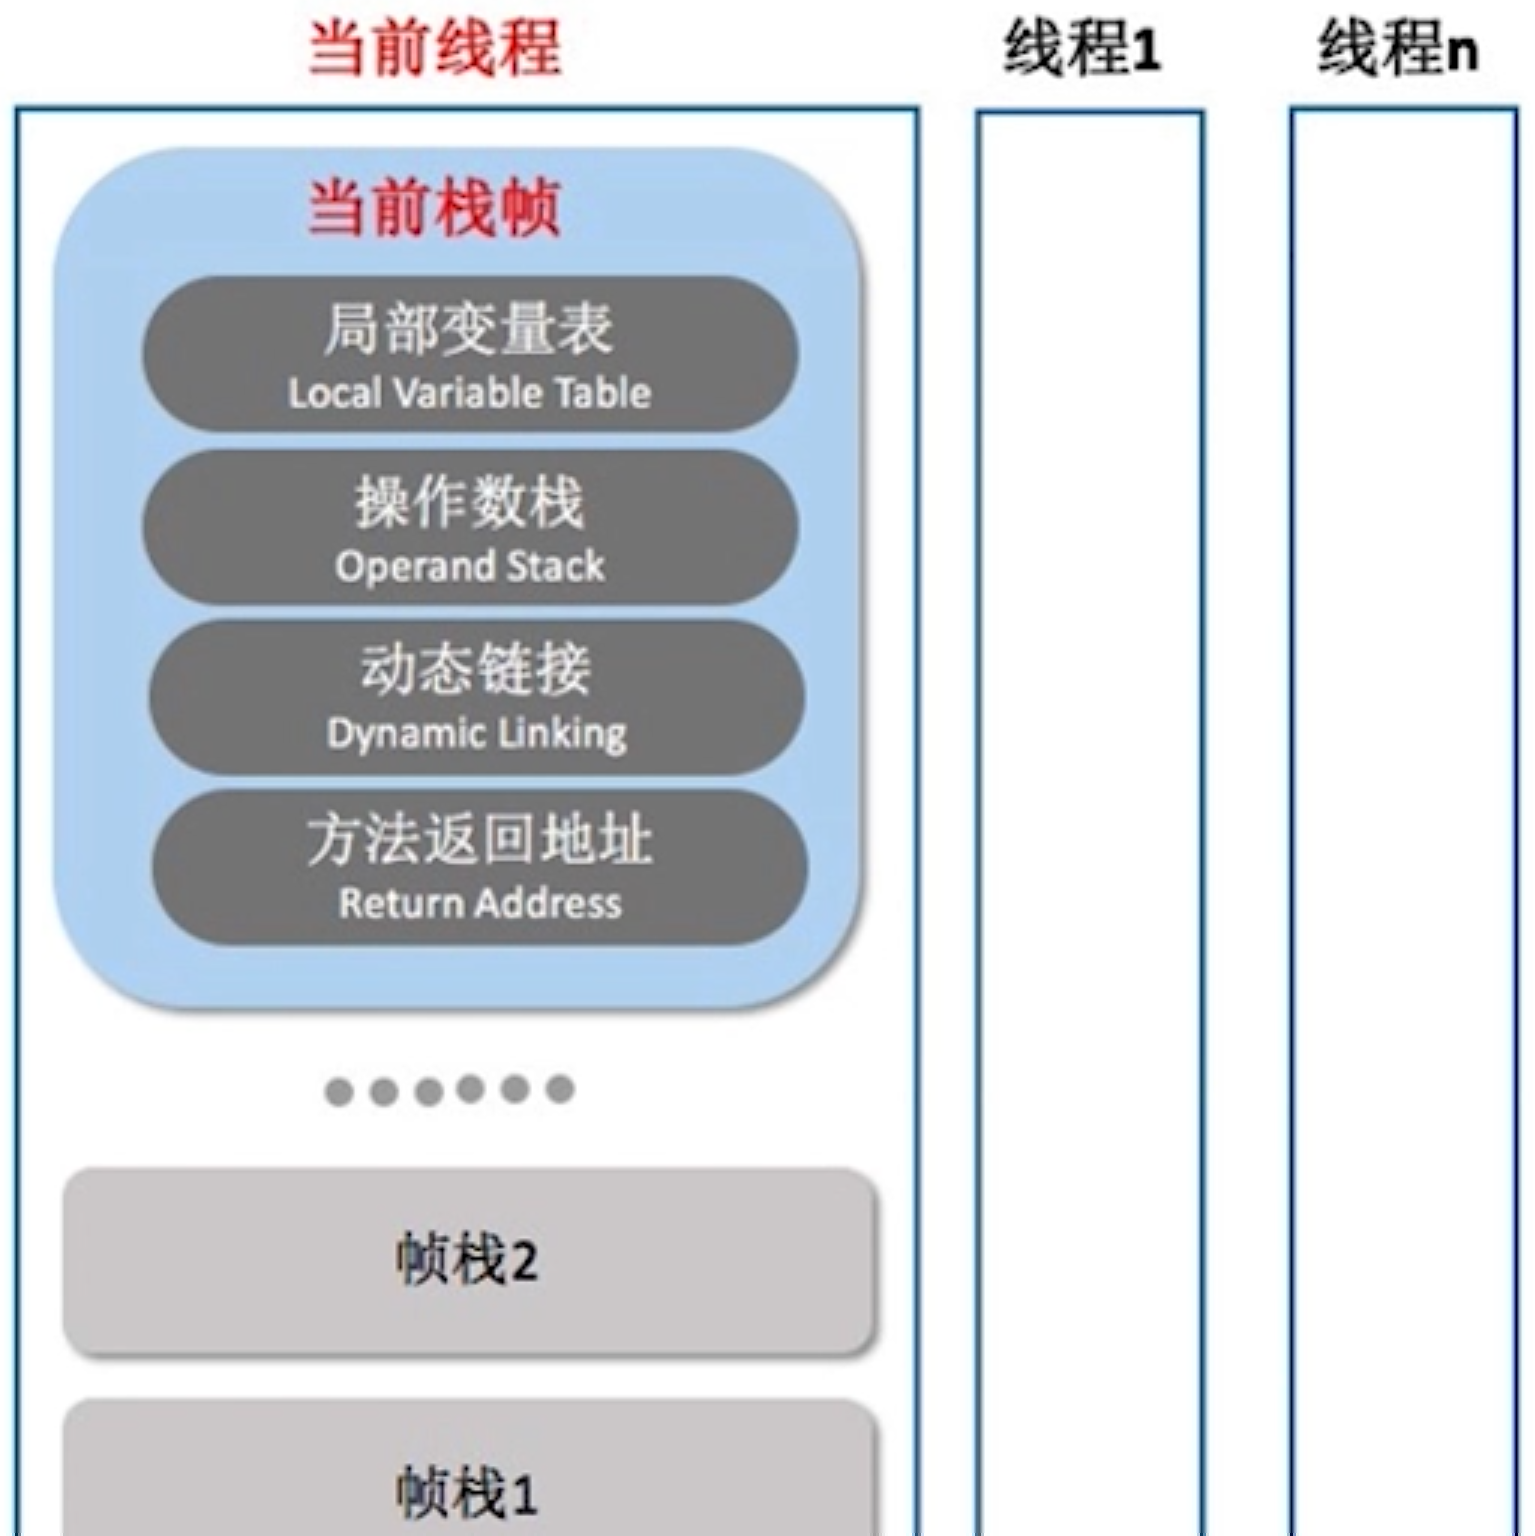 当前线程
线程1
线程n
当前栈帧
局部变量表
Local Variable Table
操作数栈
Operand Stack
动态链接
Dynamic Linking
方法返回地址
Return Address
帧栈2
帧栈1